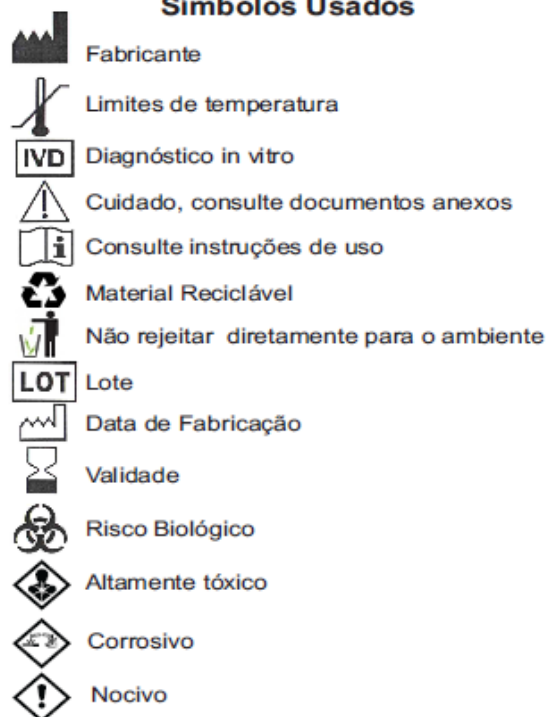 Símbolos Usados
Fabricante
Limites de temperatura
IVD Diagnóstico in vitro
Cuidado, consulte documentos anexos
Consulte instruções de uso
Material Reciclável
Não rejeitar diretamente para o ambiente
LOT Lote
Data de Fabricação
Validade
Risco Biológico
Altamente tóxico
Corrosivo
Nocivo